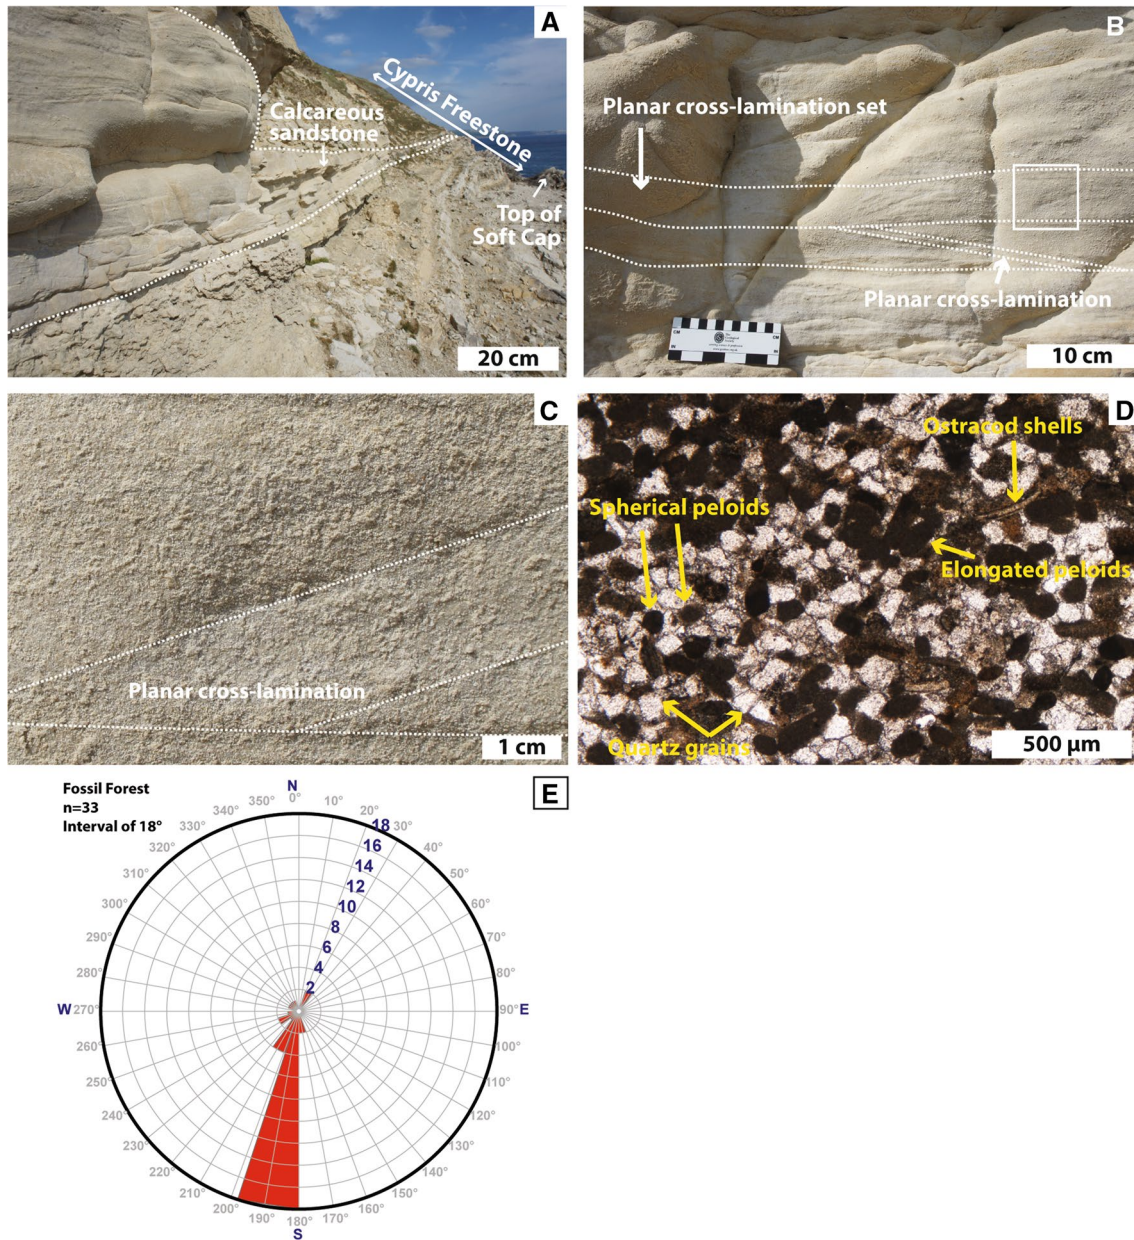 A
Cypris Freestone
Calcareous
sandstone
Top of
Soft Cap
20 cm
B
Planar cross-lamination set
Planar cross-lamination
CM
CM
IN
IN
10 cm
C
Planar cross-lamination
1 cm
D
Ostracod shells
Spherical peloids
Elongated peloids
Quartz grains
500 µm
E
Fossil Forest
n=33
Interval of 18°
N
0°
10°
20°
30°
40°
50°
60°
70°
80°
90°
E
100°
110°
120°
130°
140°
150°
160°
170°
180°
S
190°
200°
210°
220°
230°
240°
250°
260°
270°
W
280°
290°
300°
310°
320°
330°
340°
350°
18
16
14
12
10
8
6
4
2